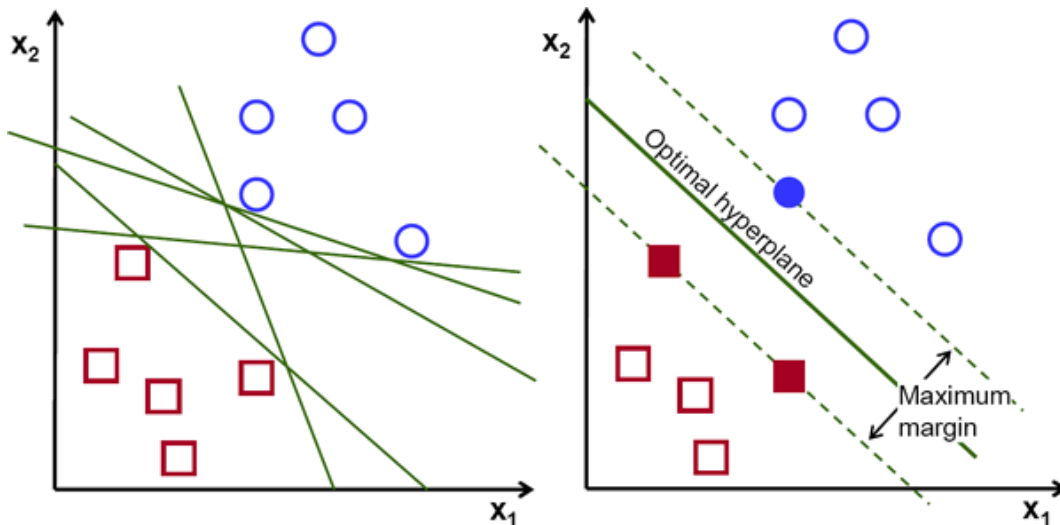 x₂
x₁
x₂
Optimal hyperplane
Maximum
margin
x₁